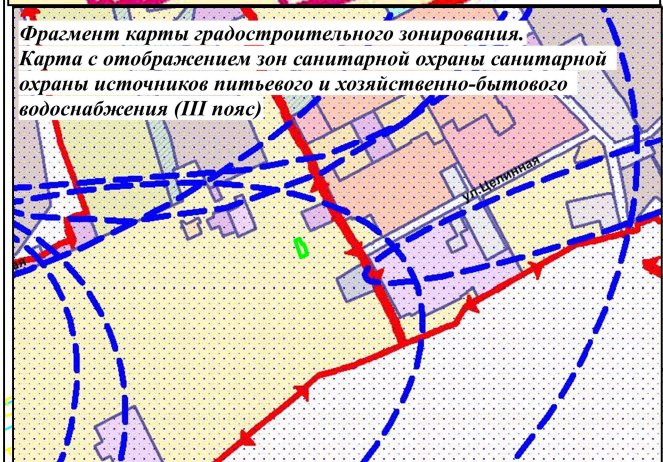 Фрагмент карты градостроительного зонирования.
Карта с отображением зон санитарной охраны санитарной
охраны источников питьевого и хозяйственно-бытового
водоснабжения (III пояс)
ул.Целинная
ая